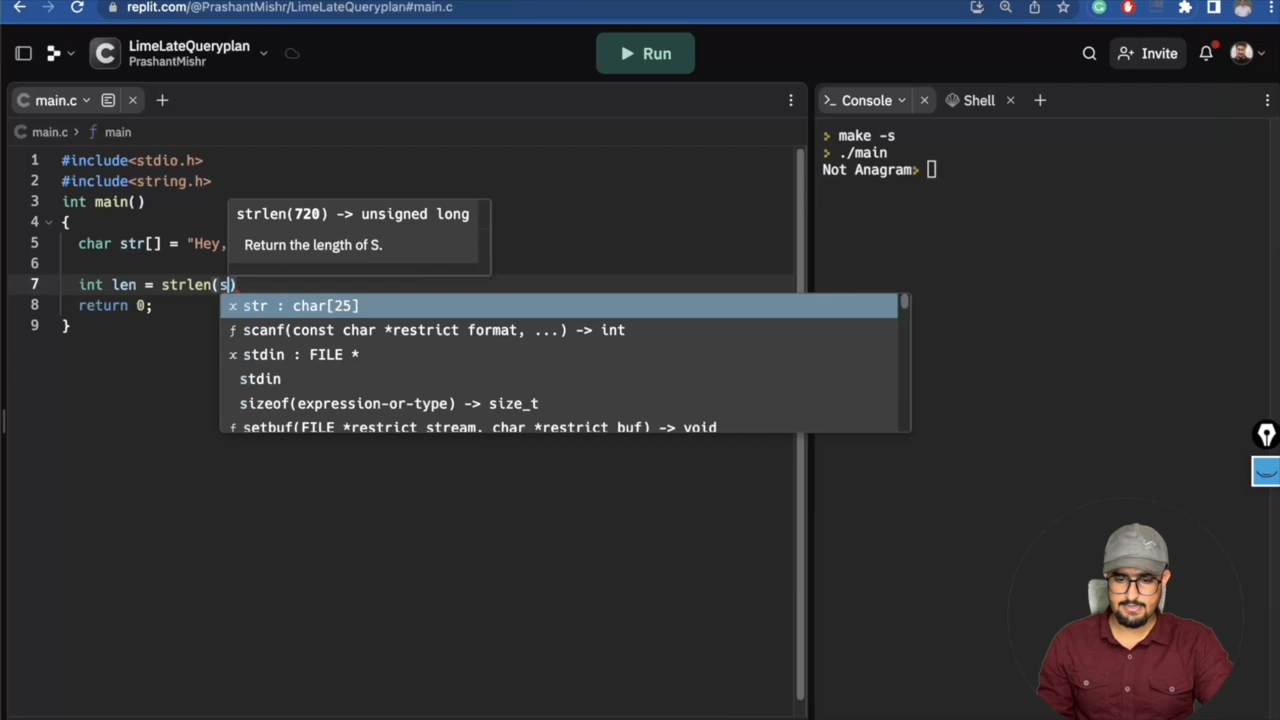 replit.com/@PrashantMishr/LimeLateQueryplan#main.c
LimeLateQueryplan
PrashantMishr
Run
Invite
main.c
main.c > f main
1 #include<stdio.h>
2 #include<string.h>
3 int main()
4 {
5 char str[] = "Hey,
6
7 int len = strlen(s)
8 return 0;
9 }
strlen(720) -> unsigned long
Return the length of S.
x str : char[25]
f scanf(const char *restrict format, ...) -> int
x stdin : FILE *
stdin
sizeof(expression-or-type) -> size_t
f setbuf(FILE *restrict stream, char *restrict buf) -> void
Console
Shell
> make -s
> ./main
Not Anagram>